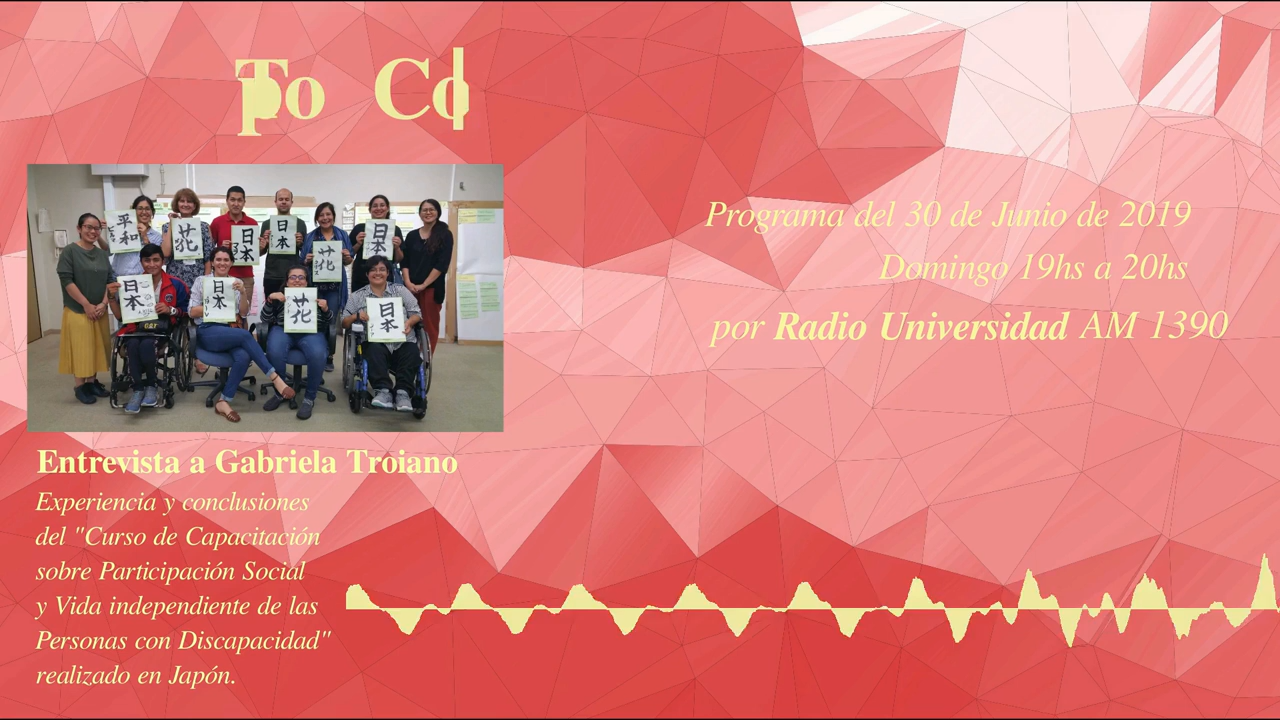 平和
花
日本
日本
花
日本
日本
日本
花
日本
Programa del 30 de Junio de 2019
Domingo 19hs a 20hs
por Radio Universidad AM 1390
Entrevista a Gabriela Troiano
Experiencia y conclusiones
del "Curso de Capacitación
sobre Participación Social
y Vida independiente de las
Personas con Discapacidad"
realizado en Japón.